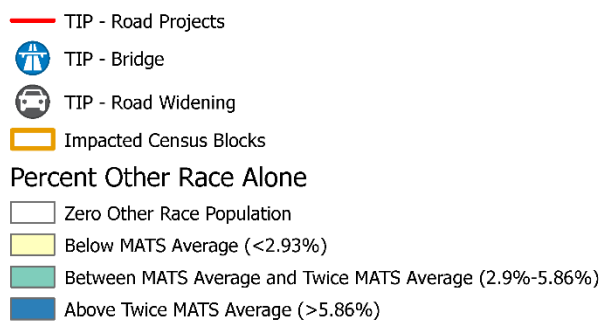 TIP - Road Projects
TIP - Bridge
TIP - Road Widening
Impacted Census Blocks
Percent Other Race Alone
Zero Other Race Population
Below MATS Average (<2.93%)
Between MATS Average and Twice MATS Average (2.9%-5.86%)
Above Twice MATS Average (>5.86%)